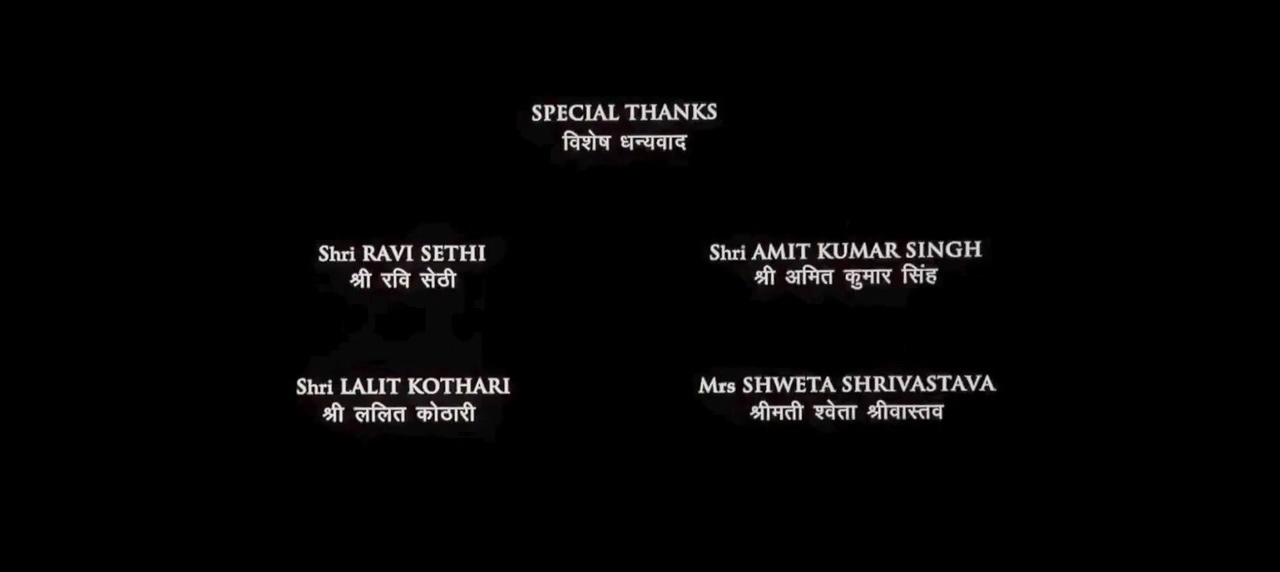 SPECIAL THANKS
विशेष धन्यवाद
Shri RAVI SETHI
श्री रवि सेठी
Shri AMIT KUMAR SINGH
श्री अमित कुमार सिंह
Shri LALIT KOTHARI
श्री ललित कोठारी
Mrs SHWETA SHRIVASTAVA
श्रीमती श्वेता श्रीवास्तव